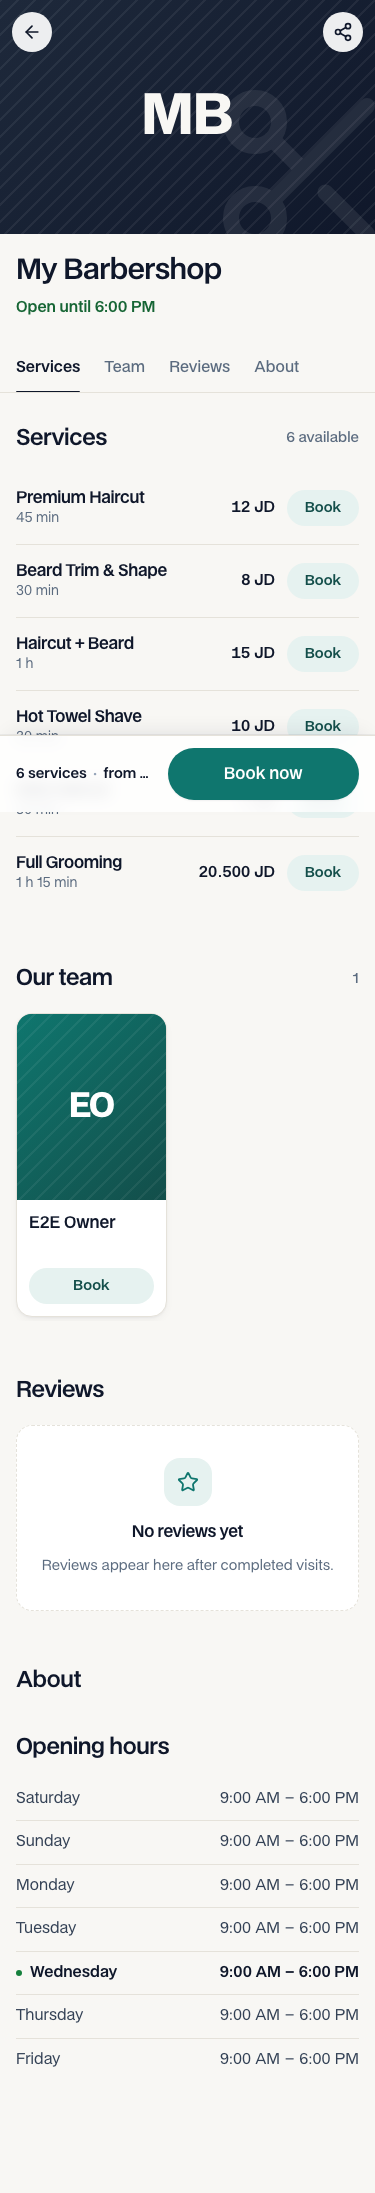 MB
My Barbershop
Open until 6:00 PM
Services Team Reviews About
Services 6 available
Premium Haircut 12 JD Book
45 min
Beard Trim & Shape 8 JD Book
30 min
Haircut + Beard 15 JD Book
1 h
Hot Towel Shave 10 JD Book
6 services · from ... Book now
Full Grooming 20.500 JD Book
1 h 15 min
Our team 1
EO
E2E Owner
Book
Reviews
No reviews yet
Reviews appear here after completed visits.
About
Opening hours
Saturday 9:00 AM – 6:00 PM
Sunday 9:00 AM – 6:00 PM
Monday 9:00 AM – 6:00 PM
Tuesday 9:00 AM – 6:00 PM
Wednesday 9:00 AM – 6:00 PM
Thursday 9:00 AM – 6:00 PM
Friday 9:00 AM – 6:00 PM